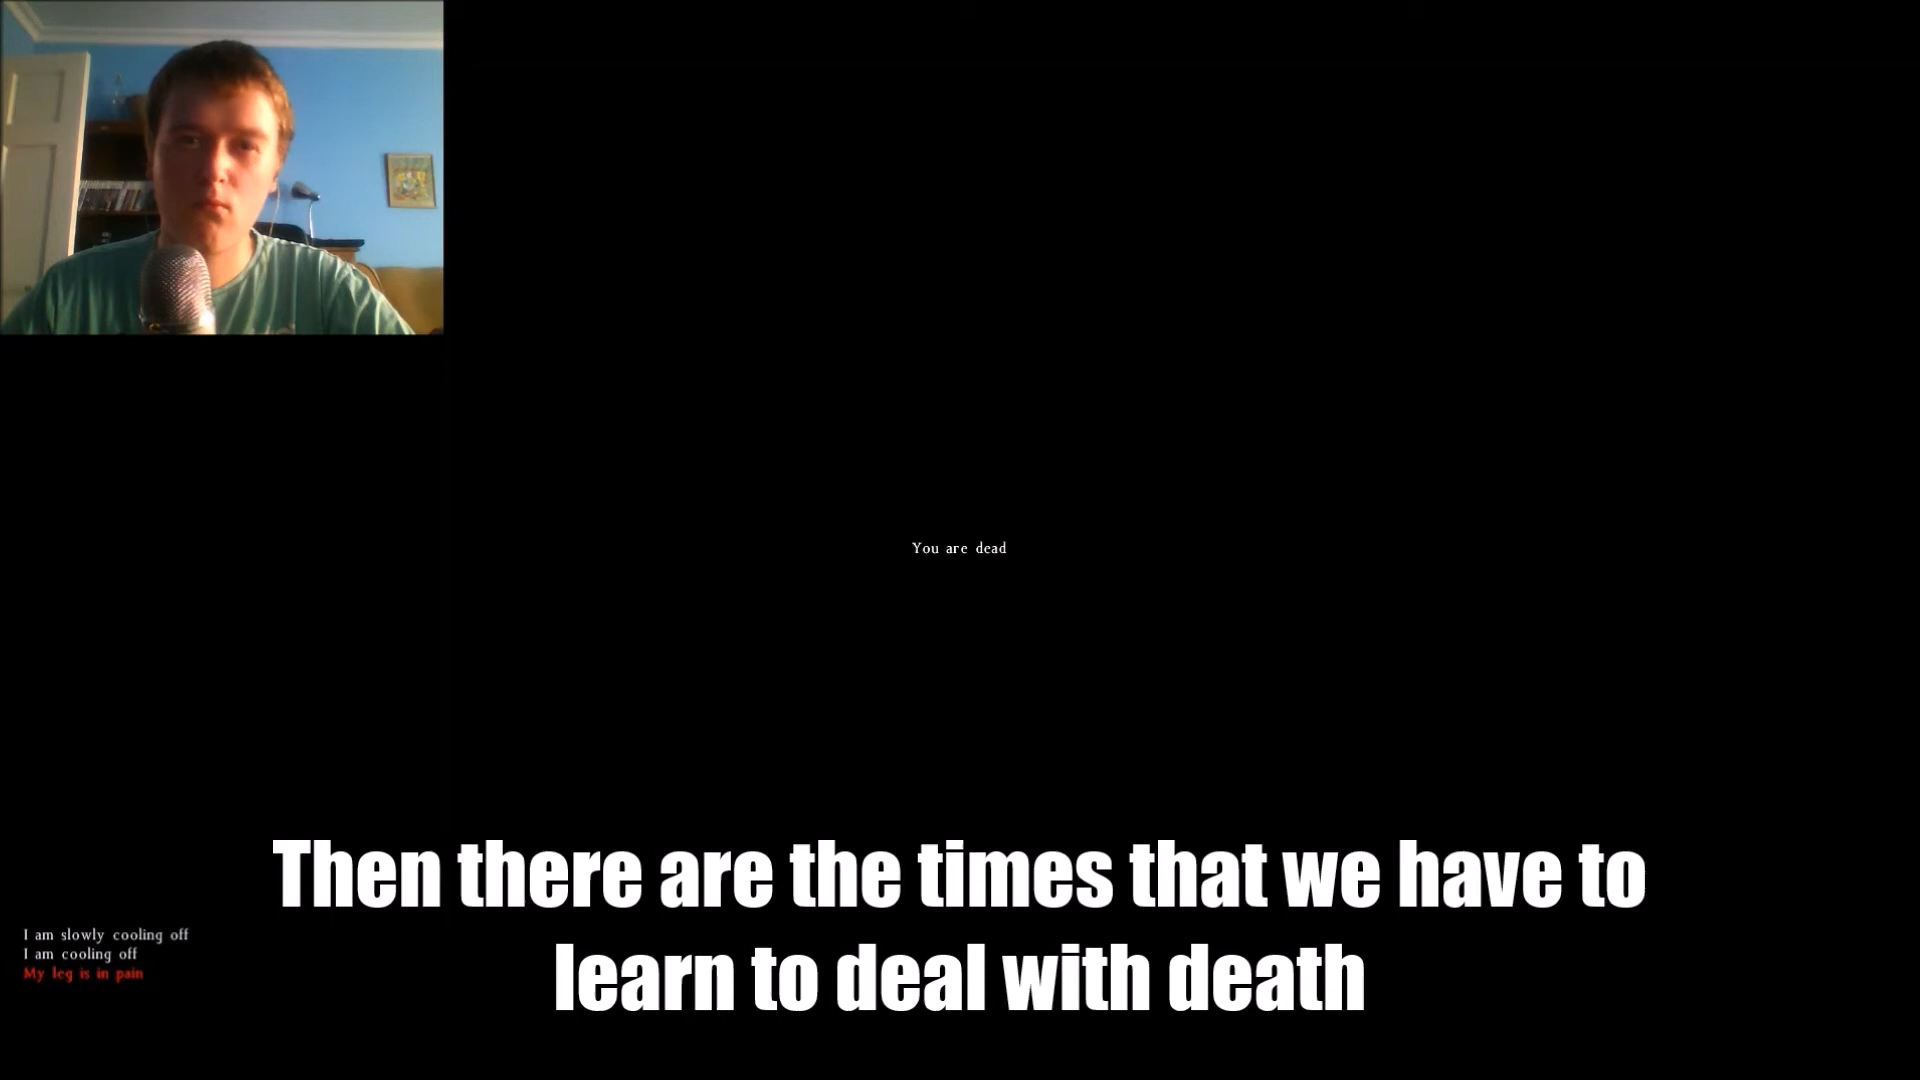 You are dead
Then there are the times that we have to
learn to deal with death
I am slowly cooling off
I am cooling off
My leg is in pain